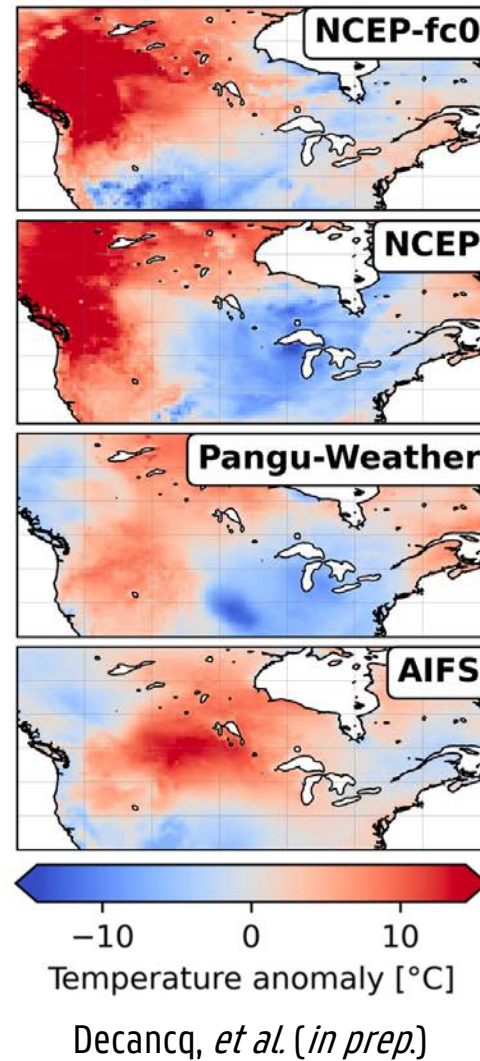 NCEP-fc0
NCEP
Pangu-Weather
AIFS
−10 0 10
Temperature anomaly [°C]
Decancq, et al. (in prep.)